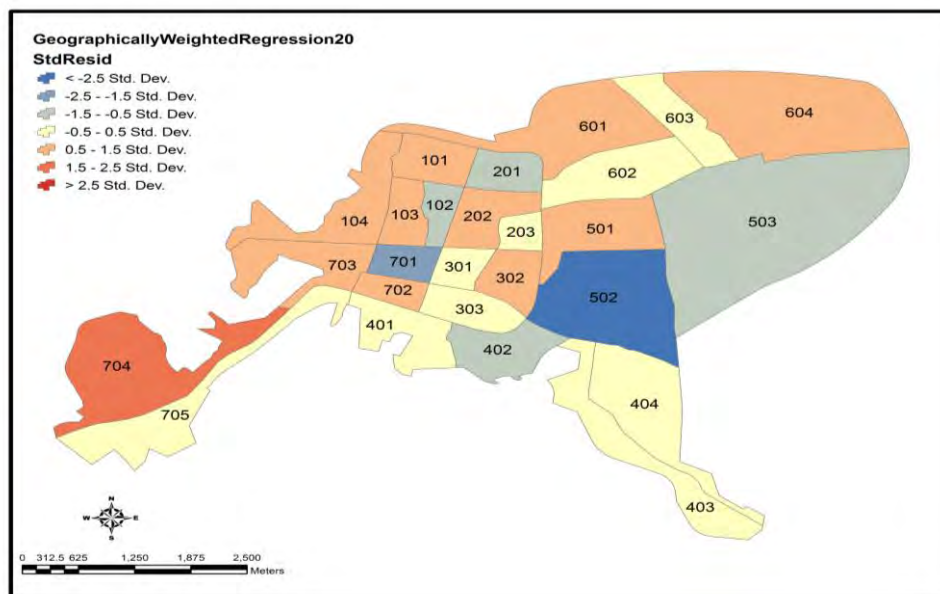 GeographicallyWeightedRegression20
StdResid
< -2.5 Std. Dev.
-2.5 - -1.5 Std. Dev.
-1.5 - -0.5 Std. Dev.
-0.5 - 0.5 Std. Dev.
0.5 - 1.5 Std. Dev.
1.5 - 2.5 Std. Dev.
> 2.5 Std. Dev.
601
603
604
101
201
602
102
103
202
104
203
501
503
703
701
301
302
702
502
303
401
402
704
404
705
403
N
W E
S
0 312.5 625 1,250 1,875 2,500
Meters